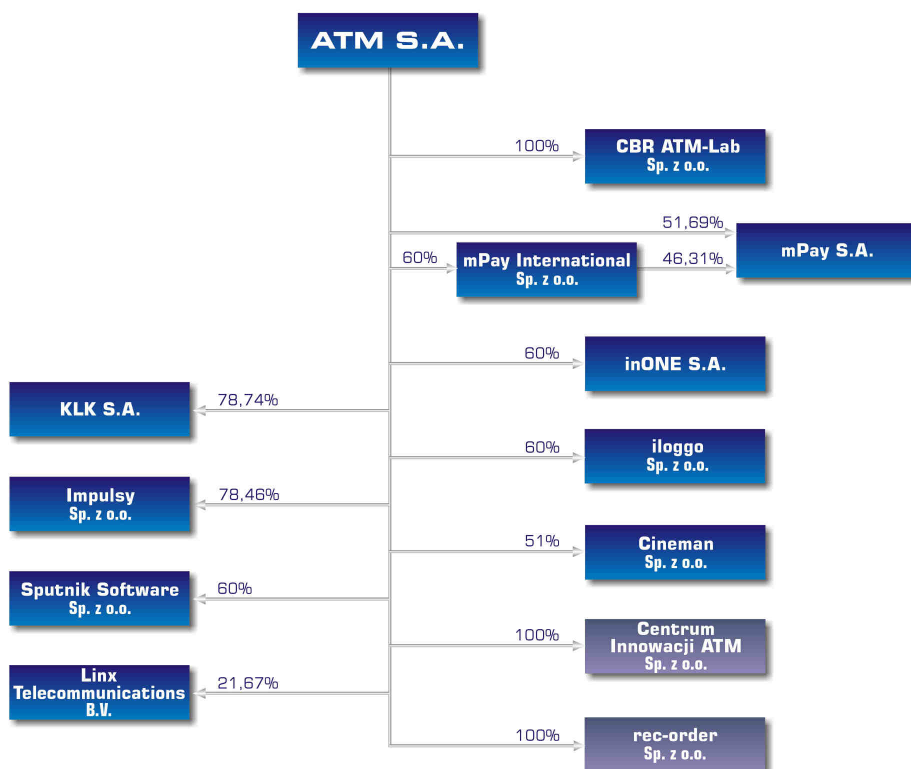 ATM S.A.
100%
CBR ATM-Lab
Sp. z o.o.
51,69%
mPay S.A.
60%
mPay International
Sp. z o.o.
46,31%
60%
inONE S.A.
KLK S.A.
78,74%
60%
iloggo
Sp. z o.o.
Impulsy
Sp. z o.o.
78,46%
51%
Cineman
Sp. z o.o.
Sputnik Software
Sp. z o.o.
60%
100%
Centrum
Innowacji ATM
Sp. z o.o.
Linx
Telecommunications
B.V.
21,67%
100%
rec-order
Sp. z o.o.